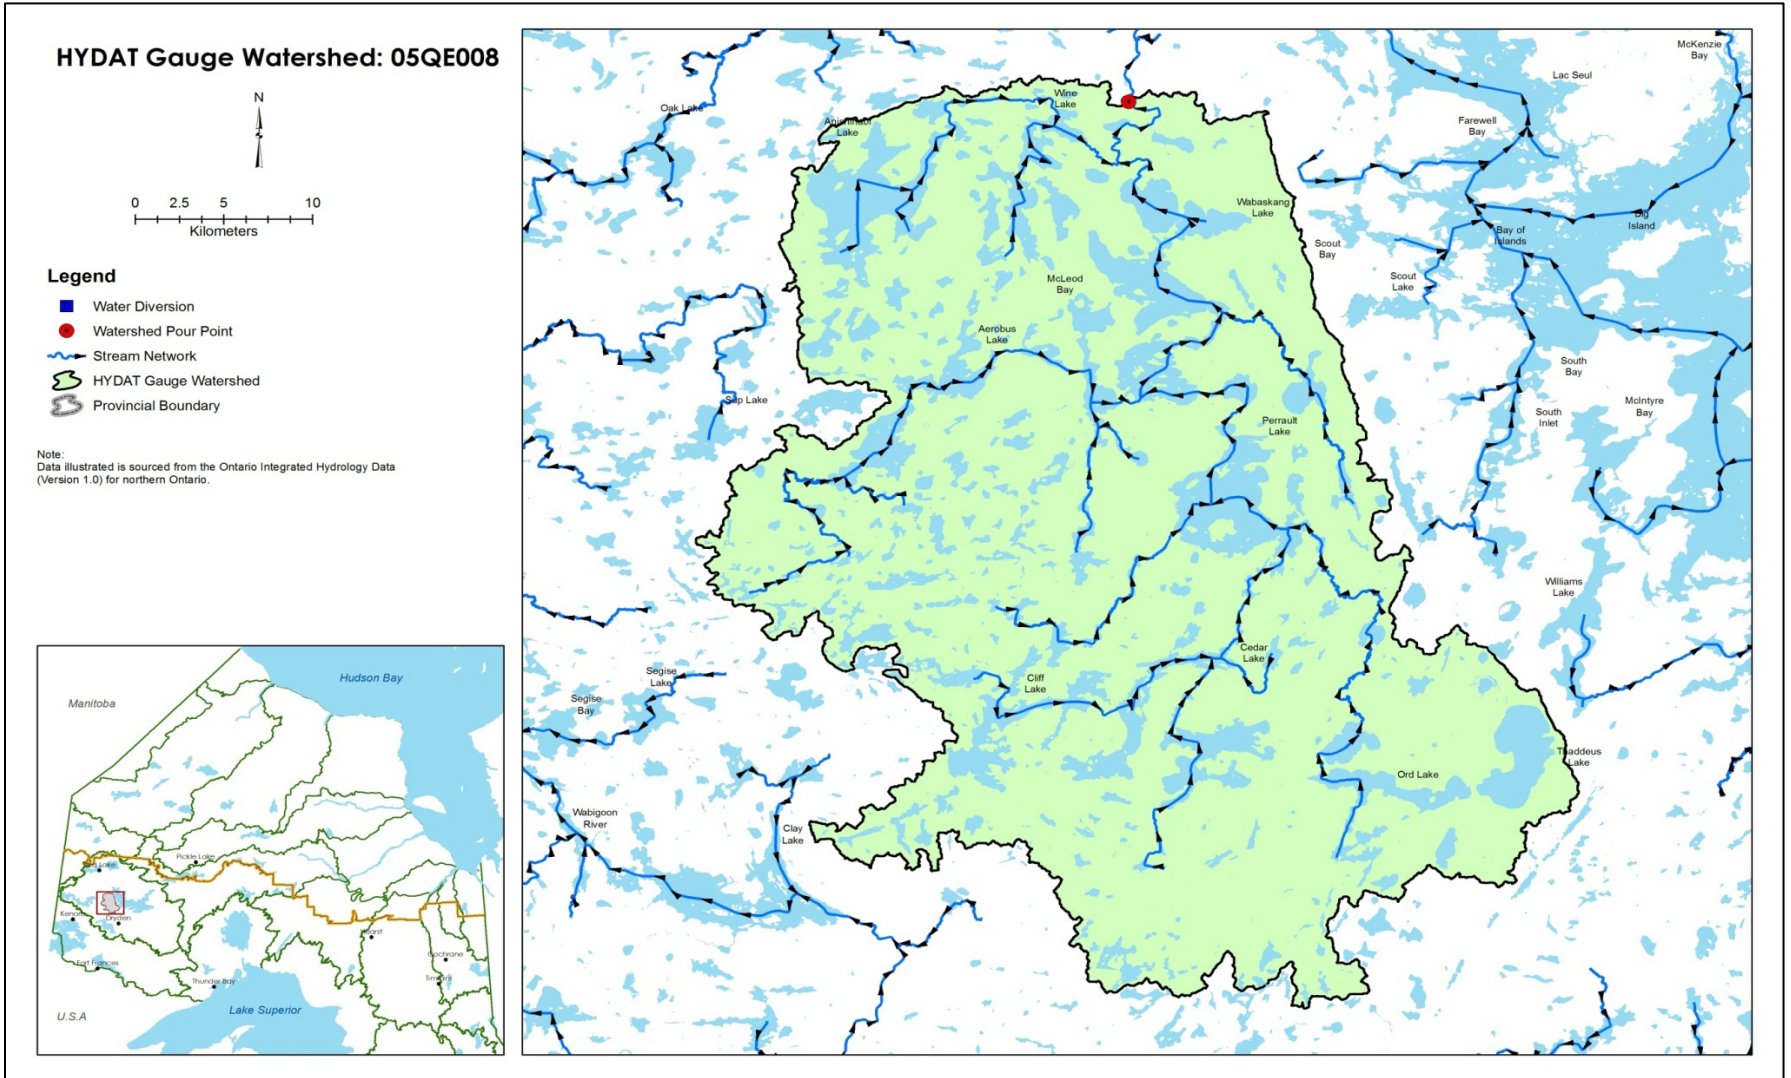 HYDAT Gauge Watershed: 05QE008
N
0 2.5 5 10
Kilometers
Legend
Water Diversion
Watershed Pour Point
Stream Network
HYDAT Gauge Watershed
Provincial Boundary
Note:
Data illustrated is sourced from the Ontario Integrated Hydrology Data
(Version 1.0) for northern Ontario.
Hudson Bay
Manitoba
Pickle Lake
Lake
Kenora
Dryden
Fort Frances
Thunder Bay
Hearst
Cochrane
Timmins
Lake Superior
U.S.A
McKenzie
Bay
Lac Seul
Oak Lake
Wine
Lake
Anishinabi
Lake
Farewell
Bay
Wabaskang
Lake
Big
Island
Bay of
Islands
Scout
Bay
Scout
Lake
McLeod
Bay
Aerobus
Lake
South
Bay
Sup Lake
McIntyre
Bay
South
Inlet
Perrault
Lake
Williams
Lake
Cedar
Lake
Segise
Lake
Cliff
Lake
Segise
Bay
Thaddeus
Lake
Ord Lake
Wabigoon
River
Clay
Lake